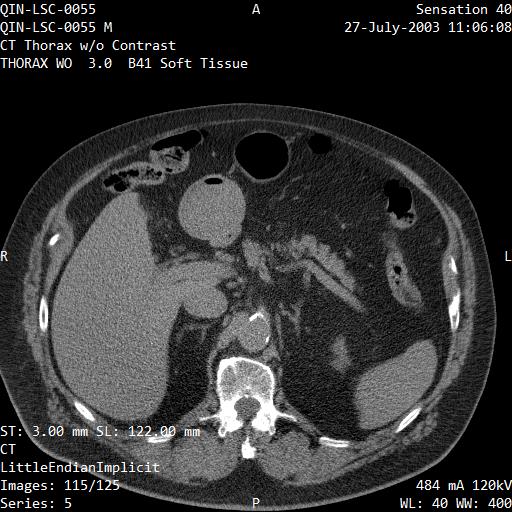 QIN-LSC-0055 A Sensation 40
QIN-LSC-0055 M 27-July-2003 11:06:08
CT Thorax w/o Contrast
THORAX WO 3.0 B41 Soft Tissue
R L
ST: 3.00 mm SL: 122.00 mm
CT
LittleEndianImplicit
Images: 115/125 484 mA 120kV
Series: 5 P WL: 40 WW: 400